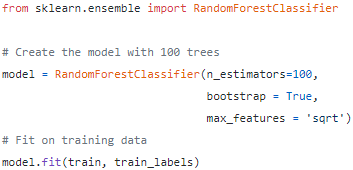 from sklearn.ensemble import RandomForestClassifier
# Create the model with 100 trees
model = RandomForestClassifier(n_estimators=100,
bootstrap = True,
max_features = 'sqrt')
# Fit on training data
model.fit(train, train_labels)